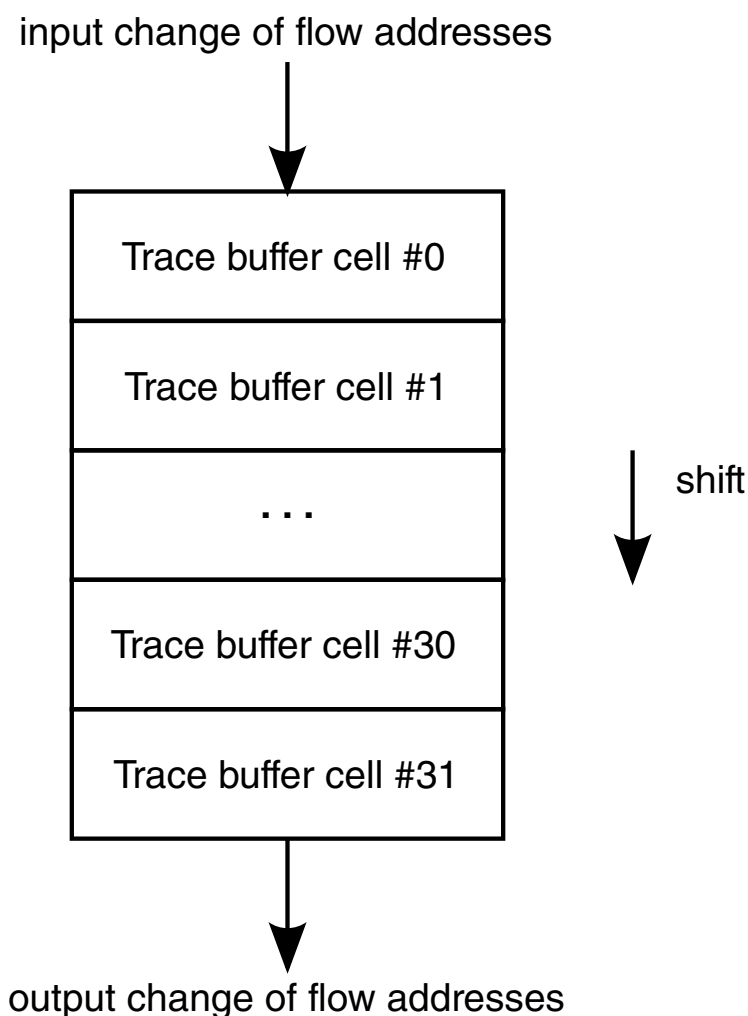 input change of flow addresses
Trace buffer cell #0
Trace buffer cell #1
shift
. . .
Trace buffer cell #30
Trace buffer cell #31
output change of flow addresses